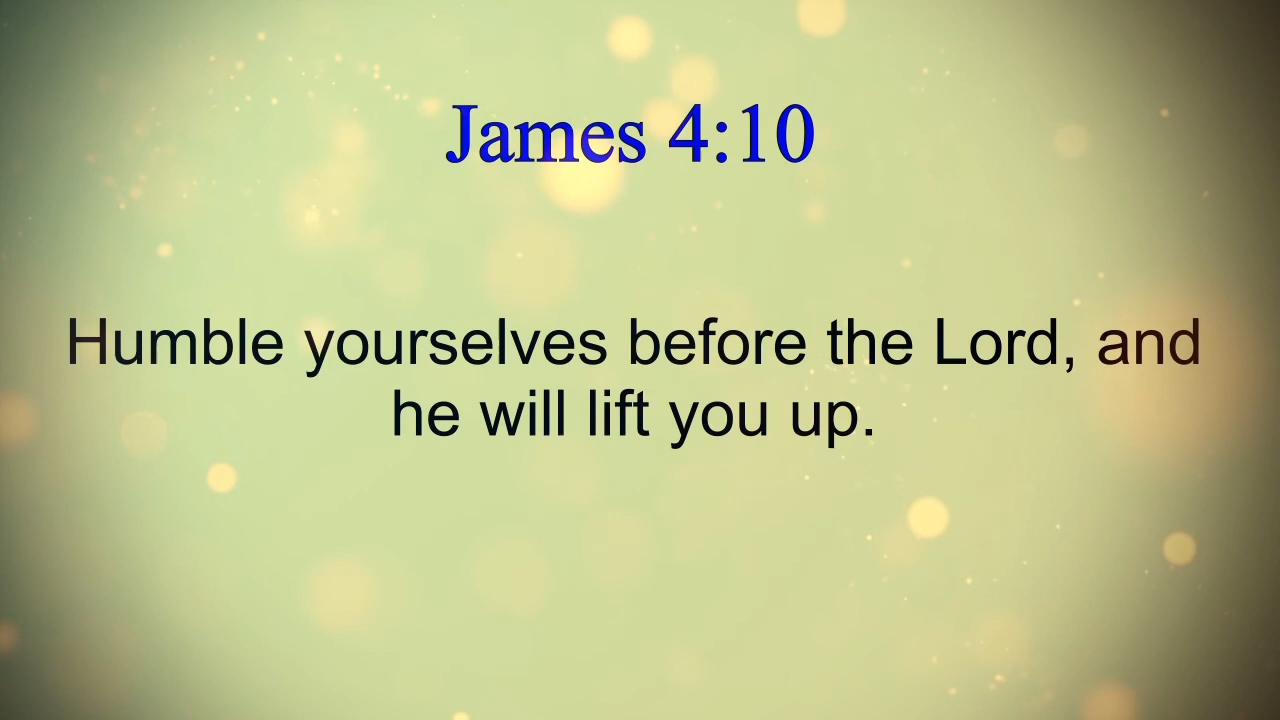 James 4:10
Humble yourselves before the Lord, and
he will lift you up.